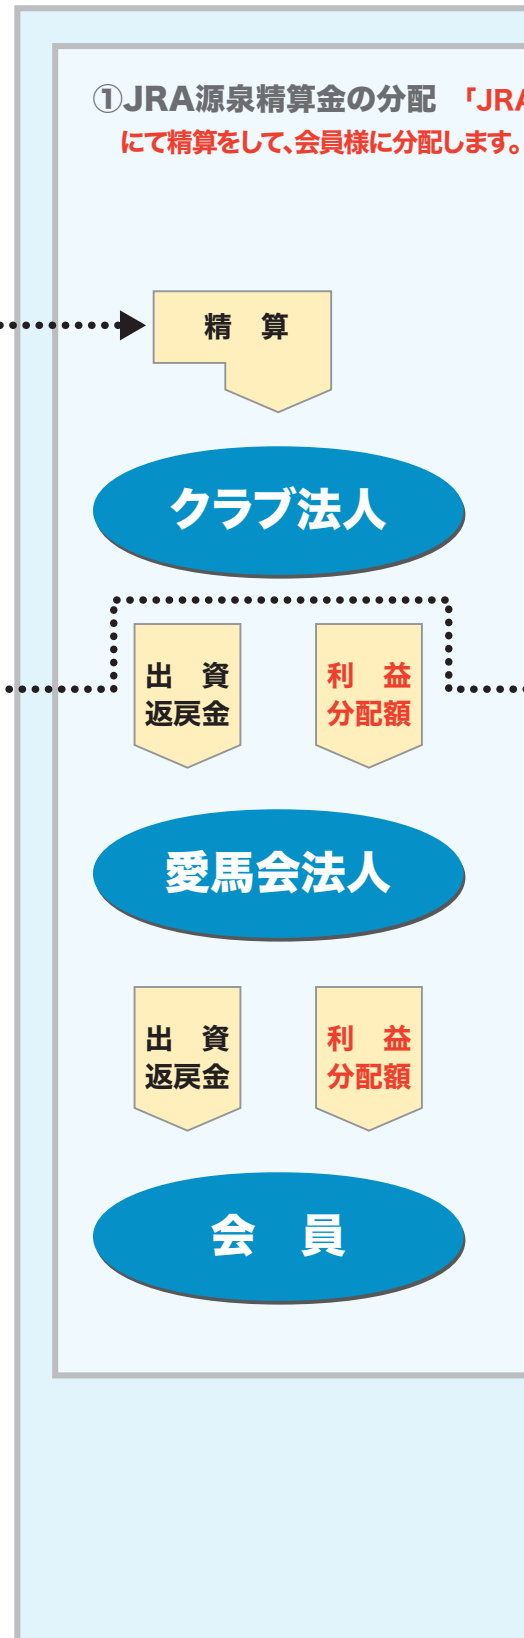 ①JRA源泉精算金の分配 「JRA
にて精算をして、会員様に分配します。
精 算
クラブ法人
出 資
返戻金
利 益
分配額
愛馬会法人
出 資
返戻金
利 益
分配額
会 員